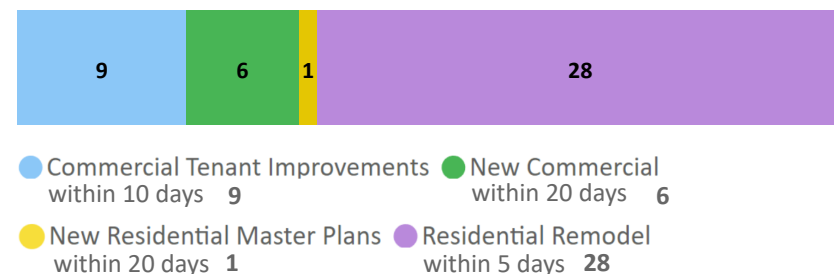 9 6 1 28
Commercial Tenant Improvements New Commercial
within 10 days 9 within 20 days 6
New Residential Master Plans Residential Remodel
within 20 days 1 within 5 days 28